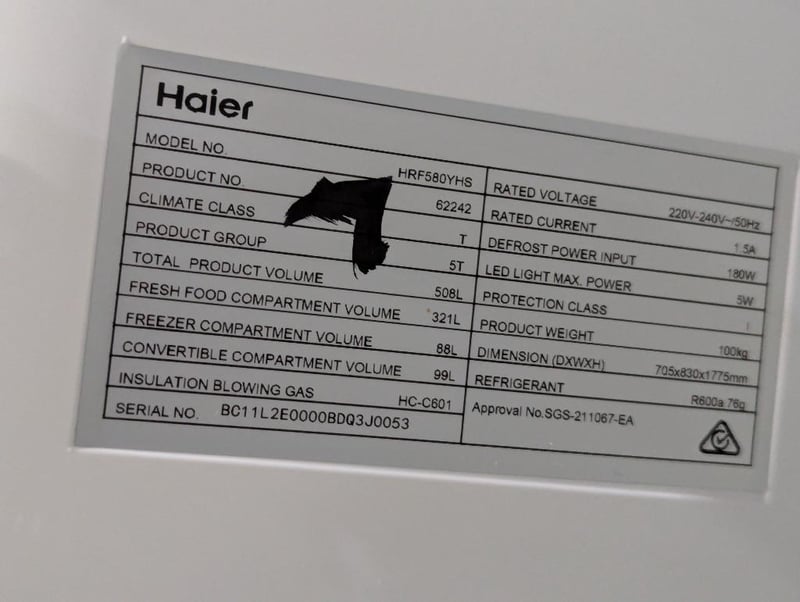 Haier
MODEL NO. HRF580YHS
PRODUCT NO. 62242
CLIMATE CLASS T
PRODUCT GROUP 5T
TOTAL PRODUCT VOLUME 508L
FRESH FOOD COMPARTMENT VOLUME 321L
FREEZER COMPARTMENT VOLUME 88L
CONVERTIBLE COMPARTMENT VOLUME 99L
INSULATION BLOWING GAS HC-C601
SERIAL NO. BC11L2E0000BDQ3J0053
RATED VOLTAGE 220V-240V~/50Hz
RATED CURRENT 1.5A
DEFROST POWER INPUT 180W
LED LIGHT MAX. POWER 5W
PROTECTION CLASS I
PRODUCT WEIGHT 100kg
DIMENSION (DXWXH) 705x830x1775mm
REFRIGERANT R600a 76g
Approval No.SGS-211067-EA